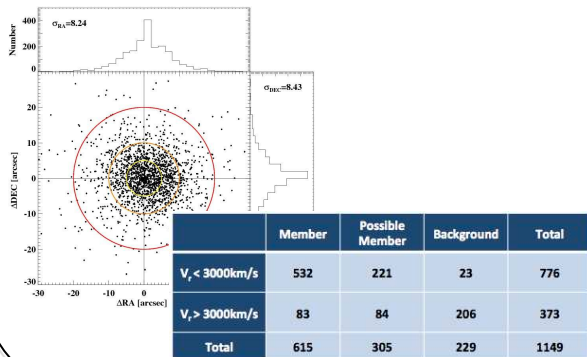 Number
400
200
0
σRA=8.24
σDEC=8.43
ΔDEC [arcsec]
20
10
0
-10
-20
-30
-20
-10
0
ΔRA [arcsec]
Member Possible Member Background Total
Vr < 3000km/s 532 221 23 776
Vr > 3000km/s 83 84 206 373
Total 615 305 229 1149